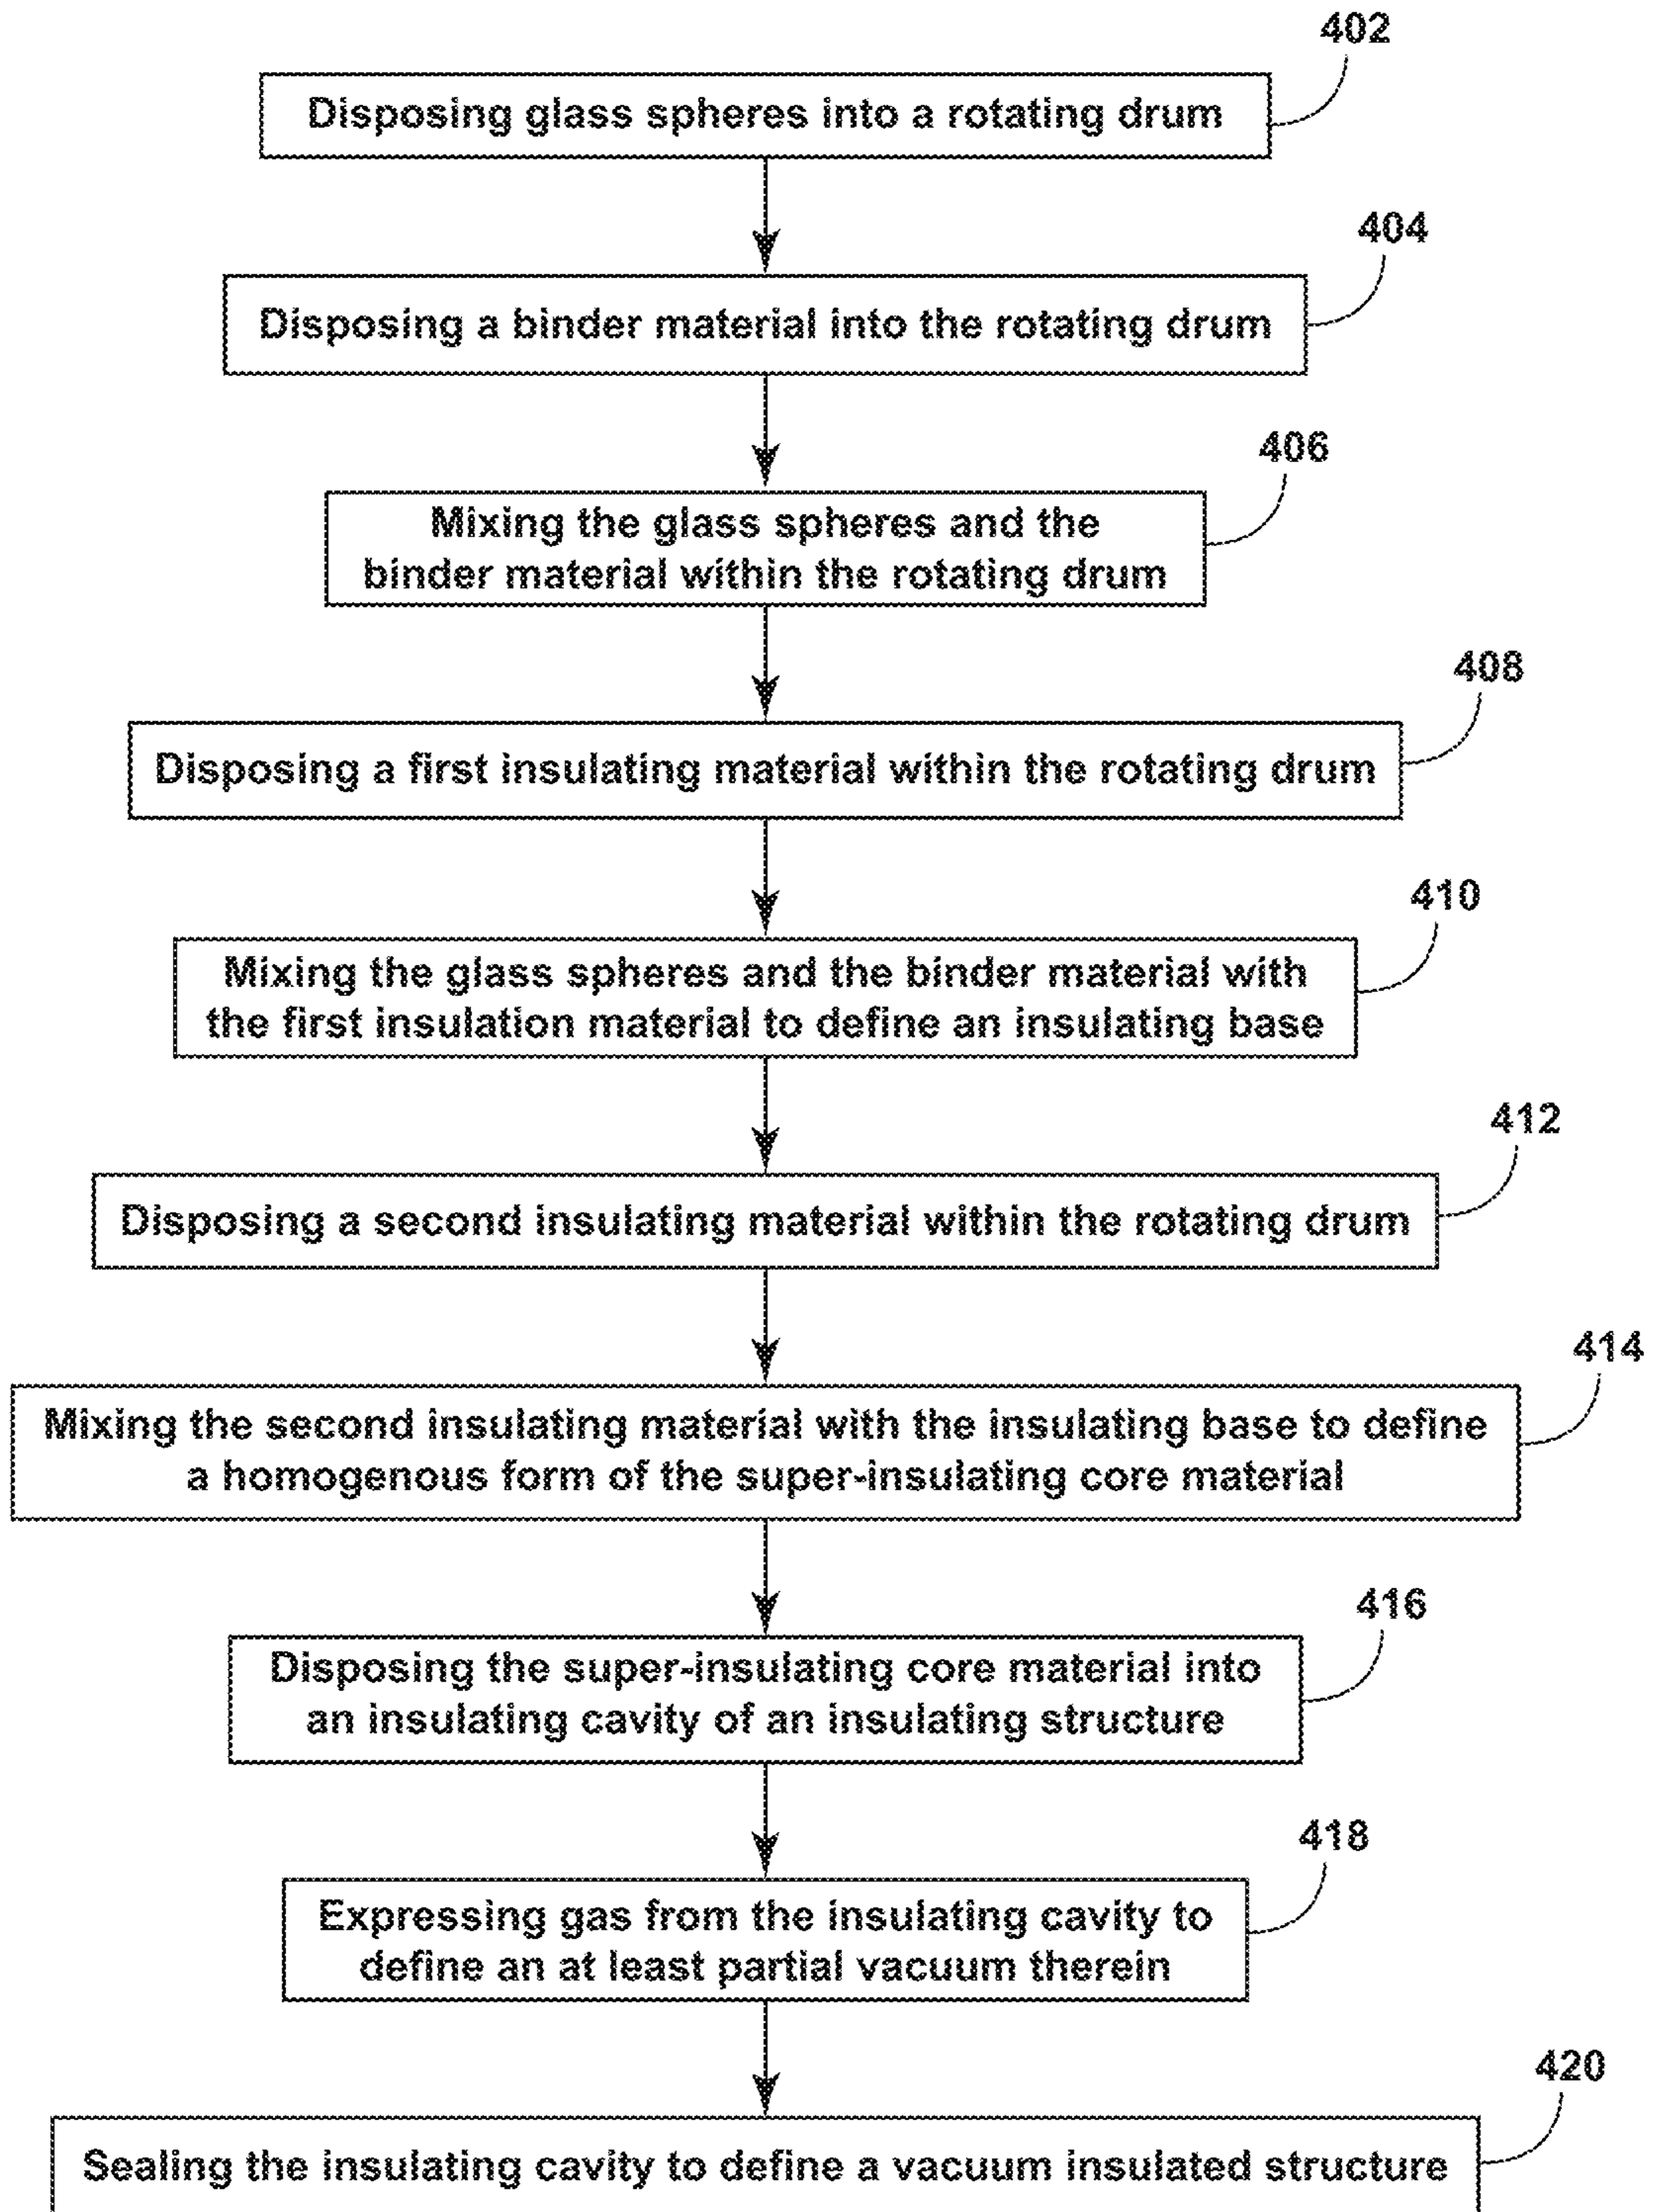 402
Disposing glass spheres into a rotating drum
404
Disposing a binder material into the rotating drum
406
Mixing the glass spheres and the
binder material within the rotating drum
408
Disposing a first insulating material within the rotating drum
410
Mixing the glass spheres and the binder material with
the first insulation material to define an insulating base
412
Disposing a second insulating material within the rotating drum
414
Mixing the second insulating material with the insulating base to define
a homogenous form of the super-insulating core material
416
Disposing the super-insulating core material into
an insulating cavity of an insulating structure
418
Expressing gas from the insulating cavity to
define an at least partial vacuum therein
420
Sealing the insulating cavity to define a vacuum insulated structure